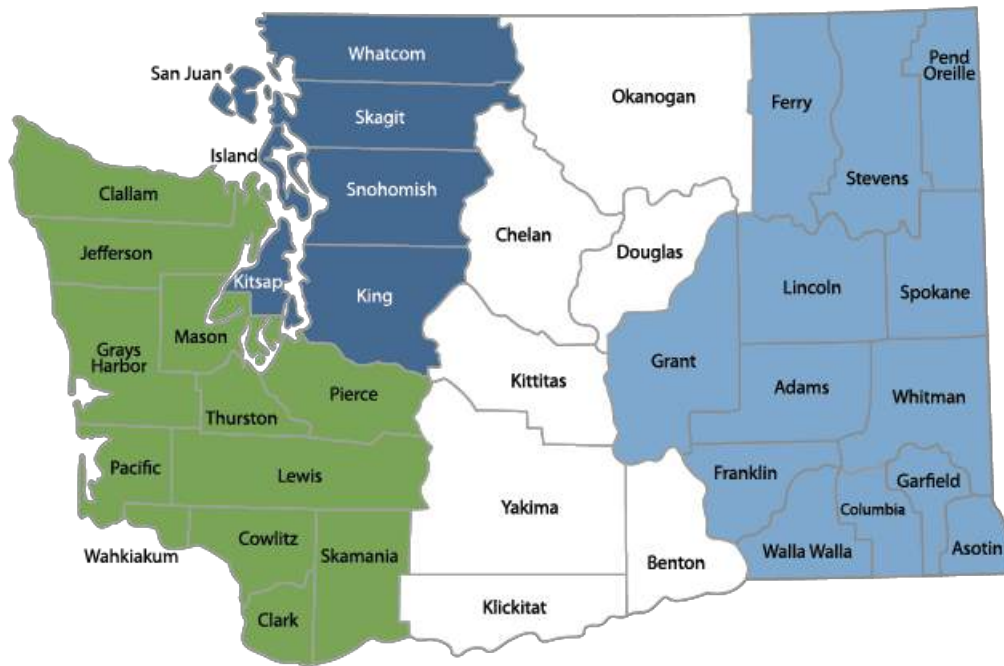 Whatcom
San Juan
Pend
Oreille
Okanogan
Ferry
Skagit
Island
Snohomish
Stevens
Clallam
Chelan
Douglas
Jefferson
Kitsap
King
Lincoln
Spokane
Mason
Grays
Harbor
Grant
Kittitas
Adams
Pierce
Whitman
Thurston
Pacific
Lewis
Franklin
Garfield
Yakima
Columbia
Cowlitz
Wahkiakum
Skamania
Walla Walla
Asotin
Benton
Klickitat
Clark